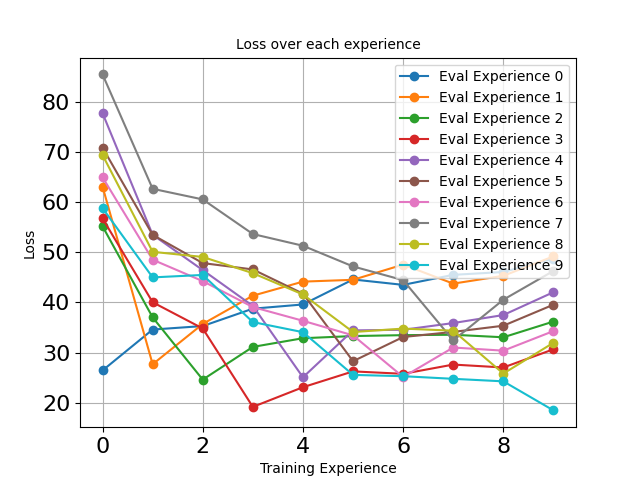 Loss over each experience
Loss
80
70
60
50
40
30
20
0
2
4
6
8
Training Experience
Eval Experience 0
Eval Experience 1
Eval Experience 2
Eval Experience 3
Eval Experience 4
Eval Experience 5
Eval Experience 6
Eval Experience 7
Eval Experience 8
Eval Experience 9